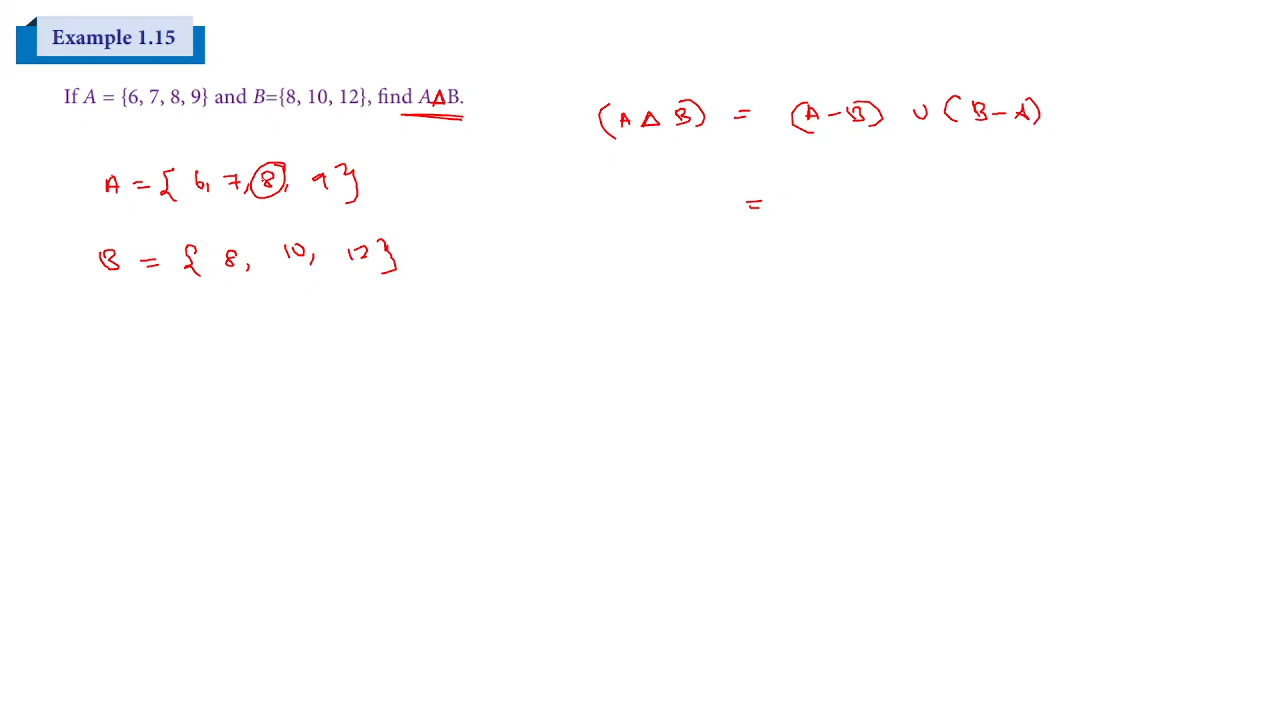 Example 1.15
If A = {6, 7, 8, 9} and B={8, 10, 12}, find AΔB.
(A Δ B) = (A - B) ∪ (B - A)
A = { 6, 7, 8, 9 }
=
B = { 8, 10, 12 }